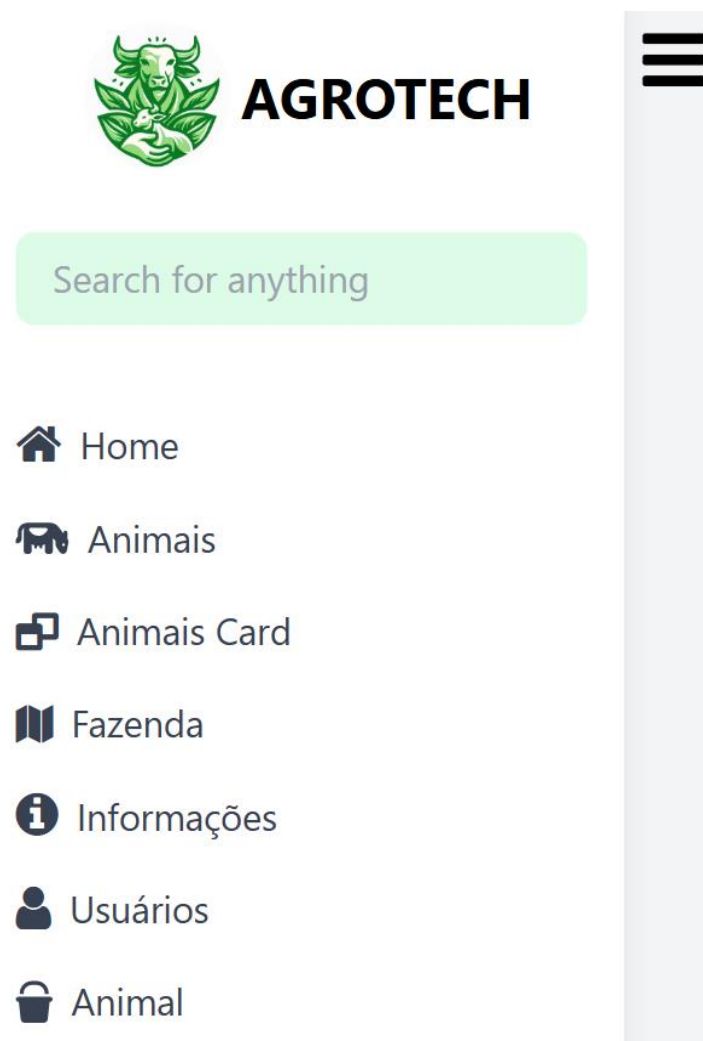 AGROTECH
Search for anything
Home
Animais
Animais Card
Fazenda
Informações
Usuários
Animal